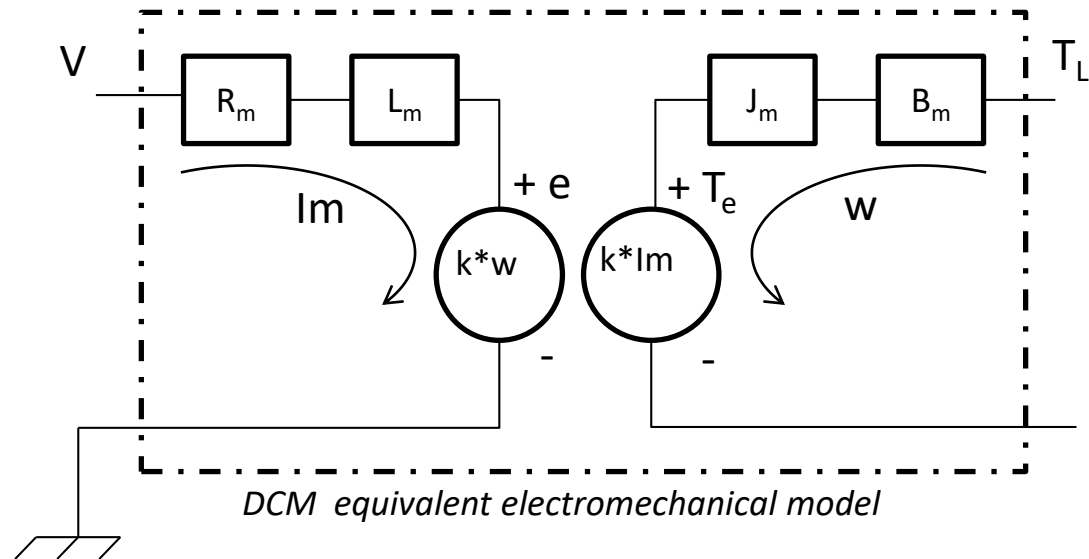 V
T_L
R_m
L_m
J_m
B_m
Im
+ e
+ T_e
w
k*w
k*Im
-
-
DCM equivalent electromechanical model